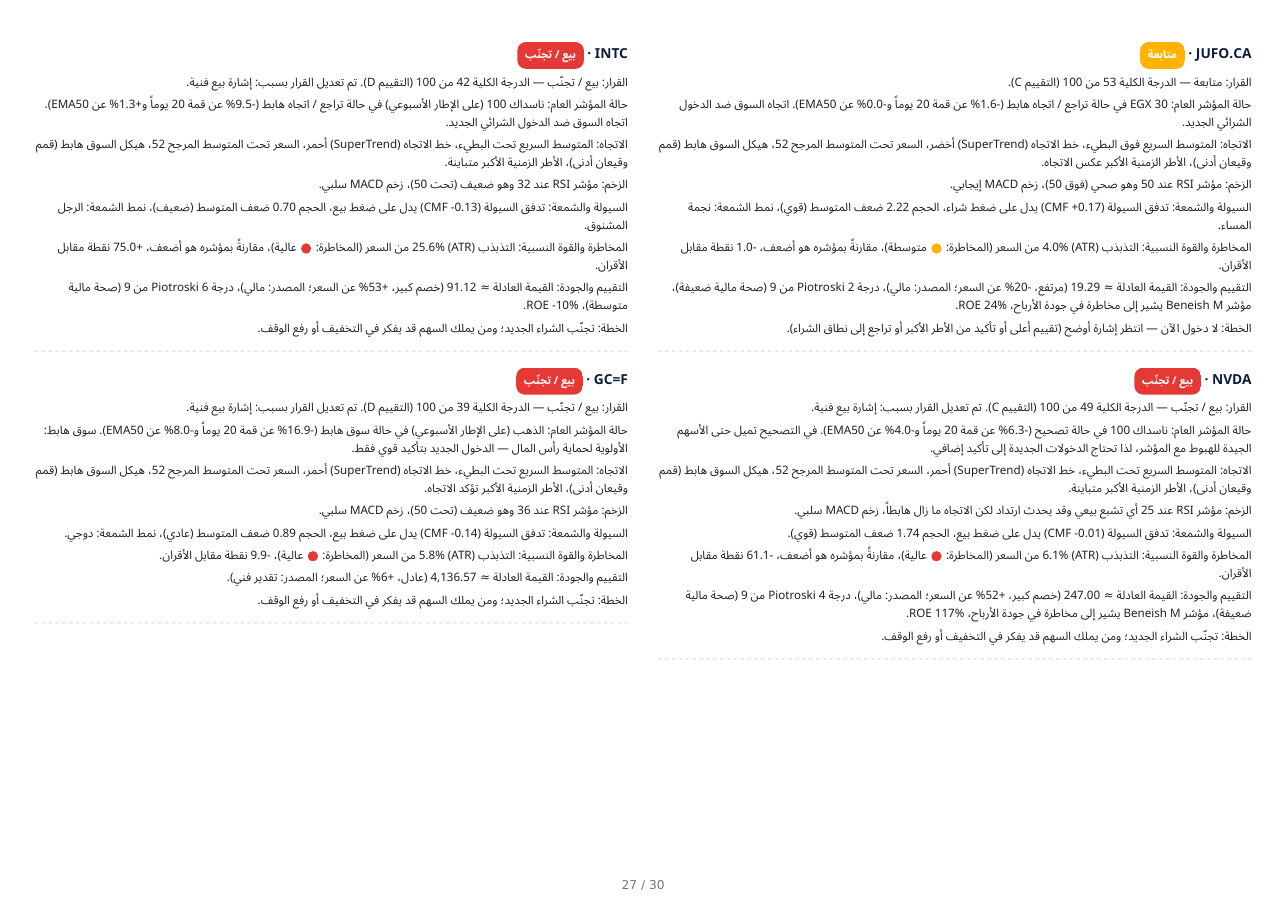 JUFO.CA · متابعة
القرار: متابعة — الدرجة الكلية 53 من 100 (التقييم C).
حالة المؤشر العام: EGX 30 في حالة تراجع / اتجاه هابط (-1.6% عن قمة 20 يوماً و-0.0% عن EMA50). اتجاه السوق ضد الدخول
الشرائي الجديد.
الاتجاه: المتوسط السريع فوق البطيء، خط الاتجاه (SuperTrend) أخضر، السعر تحت المتوسط المرجح 52، هيكل السوق هابط (قمم
وقيعان أدنى)، الأطر الزمنية الأكبر عكس الاتجاه.
الزخم: مؤشر RSI عند 50 وهو صحي (فوق 50)، زخم MACD إيجابي.
السيولة والشمعة: تدفق السيولة (CMF +0.17) يدل على ضغط شراء، الحجم 2.22 ضعف المتوسط (قوي)، نمط الشمعة: نجمة
المساء.
المخاطرة والقوة النسبية: التذبذب (ATR) 4.0% من السعر (المخاطرة: 🟡 متوسطة)، مقارنةً بمؤشره هو أضعف، -1.0 نقطة مقابل
الأقران.
التقييم والجودة: القيمة العادلة ≈ 19.29 (مرتفع، -20% عن السعر؛ المصدر: مالي)، درجة Piotroski 2 من 9 (صحة مالية ضعيفة)،
مؤشر Beneish M يشير إلى مخاطرة في جودة الأرباح، ROE 24%.
الخطة: لا دخول الآن — انتظر إشارة أوضح (تقييم أعلى أو تأكيد من الأطر الأكبر أو تراجع إلى نطاق الشراء).
NVDA · بيع / تجنّب
القرار: بيع / تجنّب — الدرجة الكلية 49 من 100 (التقييم C). تم تعديل القرار بسبب: إشارة بيع فنية.
حالة المؤشر العام: ناسداك 100 في حالة تصحيح (-6.3% عن قمة 20 يوماً و-4.0% عن EMA50). في التصحيح تميل حتى الأسهم
الجيدة للهبوط مع المؤشر، لذا تحتاج الدخولات الجديدة إلى تأكيد إضافي.
الاتجاه: المتوسط السريع تحت البطيء، خط الاتجاه (SuperTrend) أحمر، السعر تحت المتوسط المرجح 52، هيكل السوق هابط (قمم
وقيعان أدنى)، الأطر الزمنية الأكبر متباينة.
الزخم: مؤشر RSI عند 25 أي تشبع بيعي وقد يحدث ارتداد لكن الاتجاه ما زال هابطاً، زخم MACD سلبي.
السيولة والشمعة: تدفق السيولة (CMF -0.01) يدل على ضغط بيع، الحجم 1.74 ضعف المتوسط (قوي).
المخاطرة والقوة النسبية: التذبذب (ATR) 6.1% من السعر (المخاطرة: 🔴 عالية)، مقارنةً بمؤشره هو أضعف، -61.1 نقطة مقابل
الأقران.
التقييم والجودة: القيمة العادلة ≈ 247.00 (خصم كبير، +52% عن السعر؛ المصدر: مالي)، درجة Piotroski 4 من 9 (صحة مالية
ضعيفة)، مؤشر Beneish M يشير إلى مخاطرة في جودة الأرباح، ROE 117%.
الخطة: تجنّب الشراء الجديد؛ ومن يملك السهم قد يفكر في التخفيف أو رفع الوقف.
INTC · بيع / تجنّب
القرار: بيع / تجنّب — الدرجة الكلية 42 من 100 (التقييم D). تم تعديل القرار بسبب: إشارة بيع فنية.
حالة المؤشر العام: ناسداك 100 (على الإطار الأسبوعي) في حالة تراجع / اتجاه هابط (-9.5% عن قمة 20 يوماً و+1.3% عن EMA50).
اتجاه السوق ضد الدخول الشرائي الجديد.
الاتجاه: المتوسط السريع تحت البطيء، خط الاتجاه (SuperTrend) أحمر، السعر تحت المتوسط المرجح 52، هيكل السوق هابط (قمم
وقيعان أدنى)، الأطر الزمنية الأكبر متباينة.
الزخم: مؤشر RSI عند 32 وهو ضعيف (تحت 50)، زخم MACD سلبي.
السيولة والشمعة: تدفق السيولة (CMF -0.13) يدل على ضغط بيع، الحجم 0.70 ضعف المتوسط (ضعيف)، نمط الشمعة: الرجل
المشنوق.
المخاطرة والقوة النسبية: التذبذب (ATR) 25.6% من السعر (المخاطرة: 🔴 عالية)، مقارنةً بمؤشره هو أضعف، +75.0 نقطة مقابل
الأقران.
التقييم والجودة: القيمة العادلة ≈ 91.12 (خصم كبير، +53% عن السعر؛ المصدر: مالي)، درجة Piotroski 6 من 9 (صحة مالية
متوسطة)، ROE -10%.
الخطة: تجنّب الشراء الجديد؛ ومن يملك السهم قد يفكر في التخفيف أو رفع الوقف.
GC=F · بيع / تجنّب
القرار: بيع / تجنّب — الدرجة الكلية 39 من 100 (التقييم D). تم تعديل القرار بسبب: إشارة بيع فنية.
حالة المؤشر العام: الذهب (على الإطار الأسبوعي) في حالة سوق هابط (-16.9% عن قمة 20 يوماً و-8.0% عن EMA50). سوق هابط:
الأولوية لحماية رأس المال — الدخول الجديد بتأكيد قوي فقط.
الاتجاه: المتوسط السريع تحت البطيء، خط الاتجاه (SuperTrend) أحمر، السعر تحت المتوسط المرجح 52، هيكل السوق هابط (قمم
وقيعان أدنى)، الأطر الزمنية الأكبر تؤكد الاتجاه.
الزخم: مؤشر RSI عند 36 وهو ضعيف (تحت 50)، زخم MACD سلبي.
السيولة والشمعة: تدفق السيولة (CMF -0.14) يدل على ضغط بيع، الحجم 0.89 ضعف المتوسط (عادي)، نمط الشمعة: دوجي.
المخاطرة والقوة النسبية: التذبذب (ATR) 5.8% من السعر (المخاطرة: 🔴 عالية)، -9.9 نقطة مقابل الأقران.
التقييم والجودة: القيمة العادلة ≈ 4,136.57 (عادل، +6% عن السعر؛ المصدر: تقدير فني).
الخطة: تجنّب الشراء الجديد؛ ومن يملك السهم قد يفكر في التخفيف أو رفع الوقف.
27 / 30